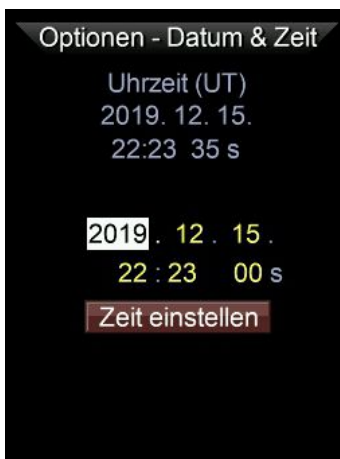 Optionen - Datum & Zeit
Uhrzeit (UT)
2019. 12. 15.
22:23 35 s
2019 . 12 . 15 .
22 : 23 00 s
Zeit einstellen